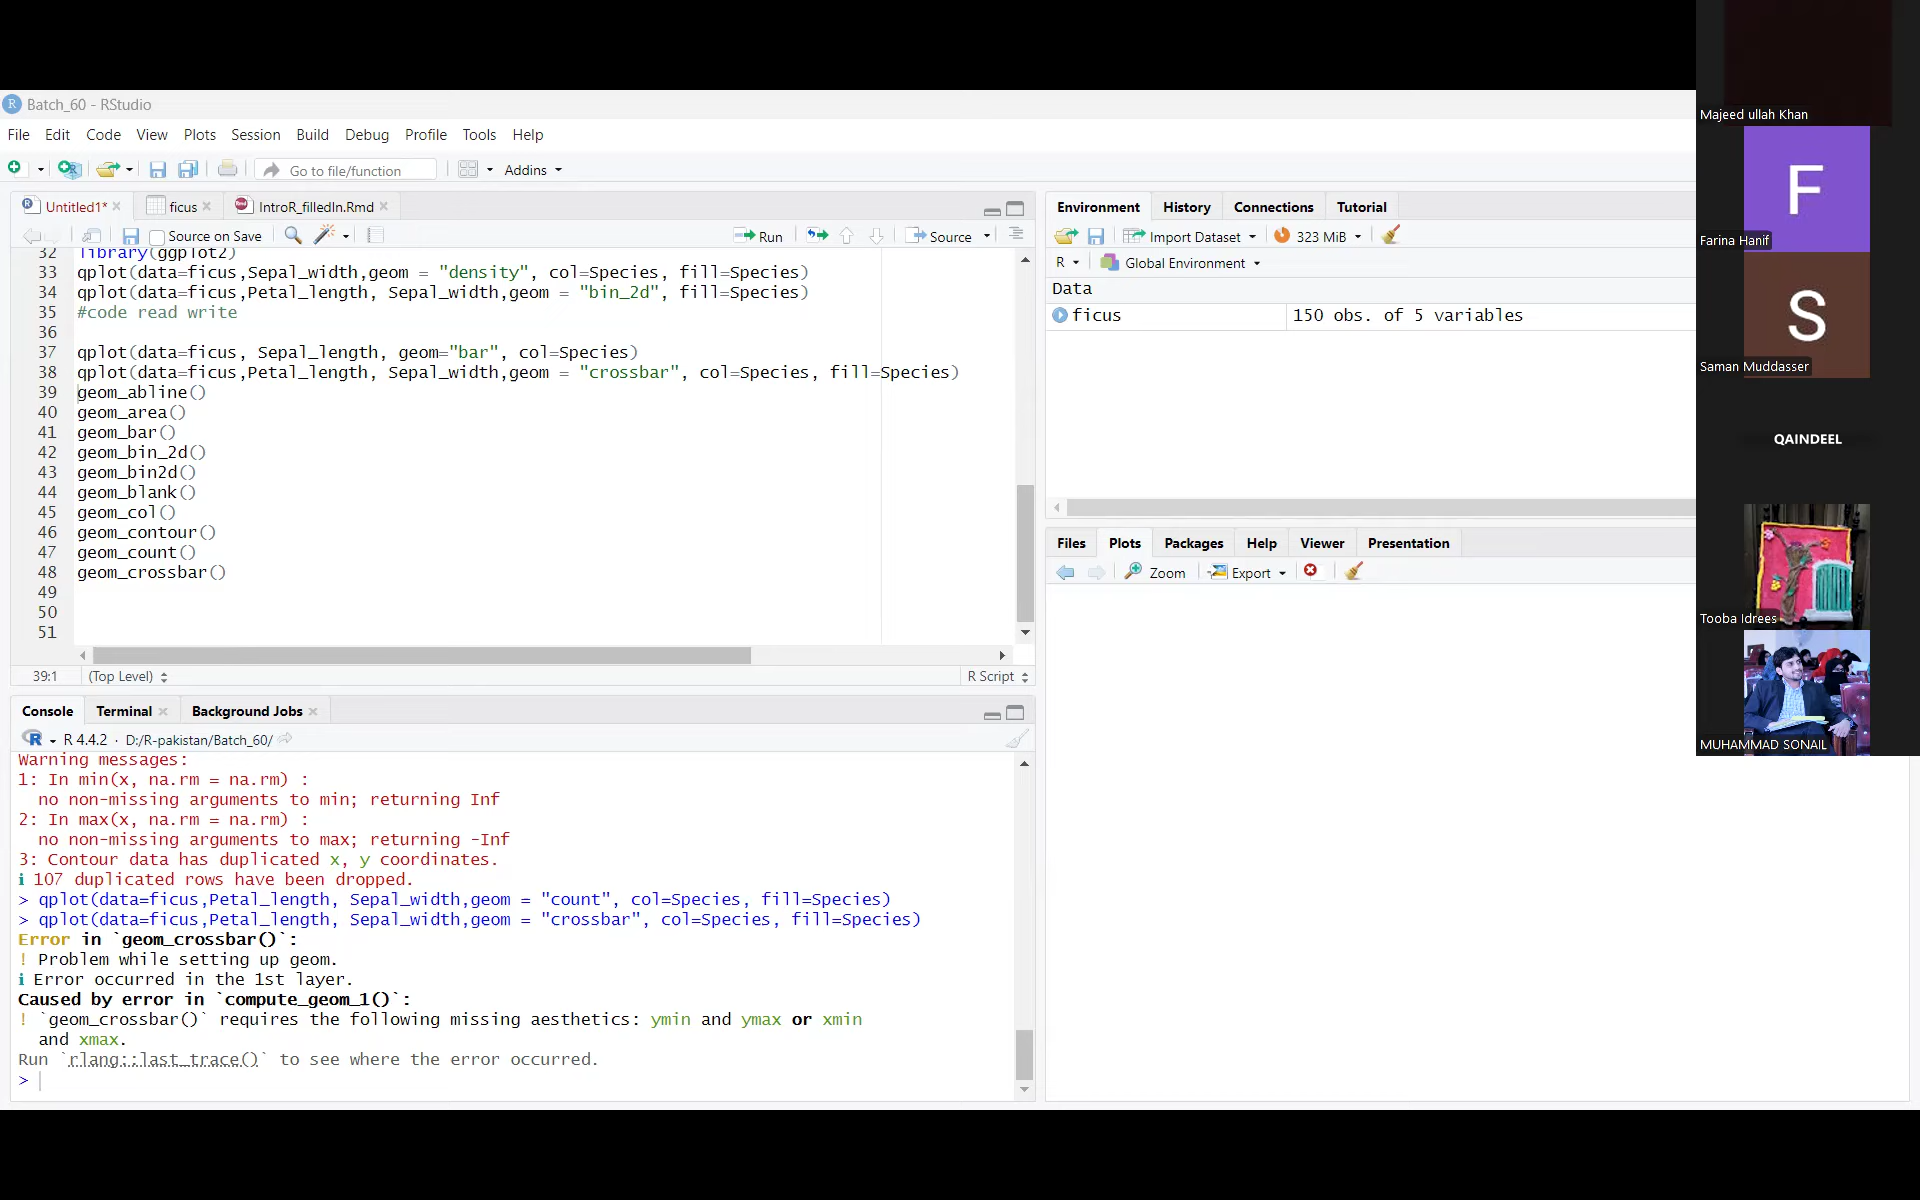 Batch_60 - RStudio
File Edit Code View Plots Session Build Debug Profile Tools Help
Go to file/function Addins
Untitled1* ficus IntroR_filledIn.Rmd
Source on Save Run Source
32 library(ggplot2)
33 qplot(data=ficus,Sepal_width,geom = "density", col=Species, fill=Species)
34 qplot(data=ficus,Petal_length, Sepal_width,geom = "bin_2d", fill=Species)
35 #code read write
36
37 qplot(data=ficus, Sepal_length, geom="bar", col=Species)
38 qplot(data=ficus,Petal_length, Sepal_width,geom = "crossbar", col=Species, fill=Species)
39 geom_abline()
40 geom_area()
41 geom_bar()
42 geom_bin_2d()
43 geom_bin2d()
44 geom_blank()
45 geom_col()
46 geom_contour()
47 geom_count()
48 geom_crossbar()
49
50
51
39:1 (Top Level) R Script
Console Terminal Background Jobs
R 4.4.2 · D:/R-pakistan/Batch_60/
Warning messages:
1: In min(x, na.rm = na.rm) :
no non-missing arguments to min; returning Inf
2: In max(x, na.rm = na.rm) :
no non-missing arguments to max; returning -Inf
3: Contour data has duplicated x, y coordinates.
ℹ 107 duplicated rows have been dropped.
> qplot(data=ficus,Petal_length, Sepal_width,geom = "count", col=Species, fill=Species)
> qplot(data=ficus,Petal_length, Sepal_width,geom = "crossbar", col=Species, fill=Species)
Error in `geom_crossbar()`:
! Problem while setting up geom.
ℹ Error occurred in the 1st layer.
Caused by error in `compute_geom_1()`:
! `geom_crossbar()` requires the following missing aesthetics: ymin and ymax or xmin
and xmax.
Run `rlang::last_trace()` to see where the error occurred.
>
Environment History Connections Tutorial
Import Dataset 323 MiB
R Global Environment
Data
ficus 150 obs. of 5 variables
Files Plots Packages Help Viewer Presentation
Zoom Export
Majeed ullah Khan
F
Farina Hanif
S
Saman Muddasser
QAINDEEL
Tooba Idrees
MUHAMMAD SONAIL